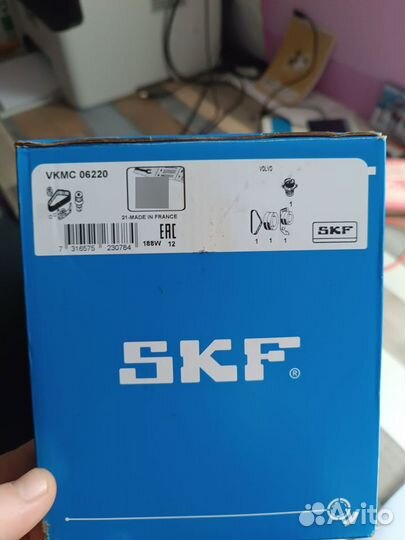 VKMC 06220
VOLVO
1
21-MADE IN FRANCE
EAC
1 1 1
SKF
7 316575 230784
188W 12
SKF®
Avito